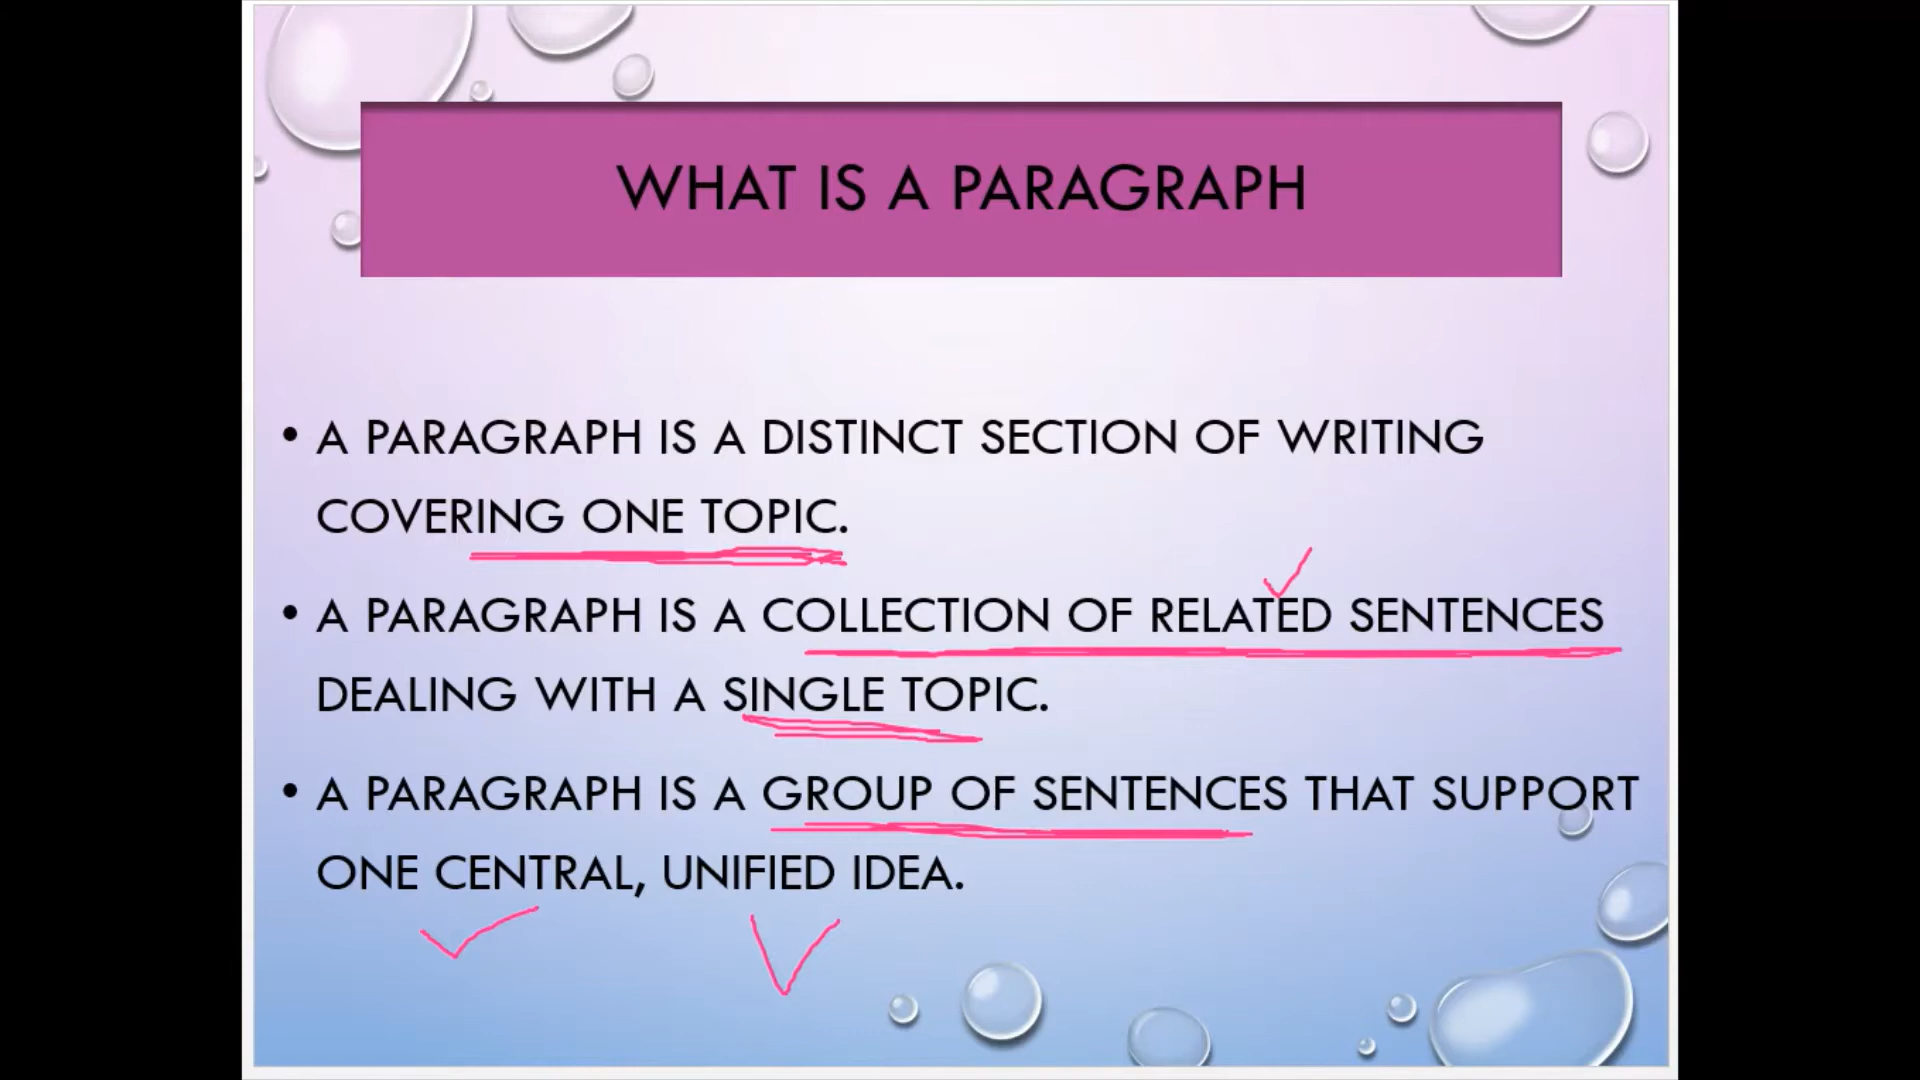 WHAT IS A PARAGRAPH
• A PARAGRAPH IS A DISTINCT SECTION OF WRITING
COVERING ONE TOPIC.
• A PARAGRAPH IS A COLLECTION OF RELATED SENTENCES
DEALING WITH A SINGLE TOPIC.
• A PARAGRAPH IS A GROUP OF SENTENCES THAT SUPPORT
ONE CENTRAL, UNIFIED IDEA.